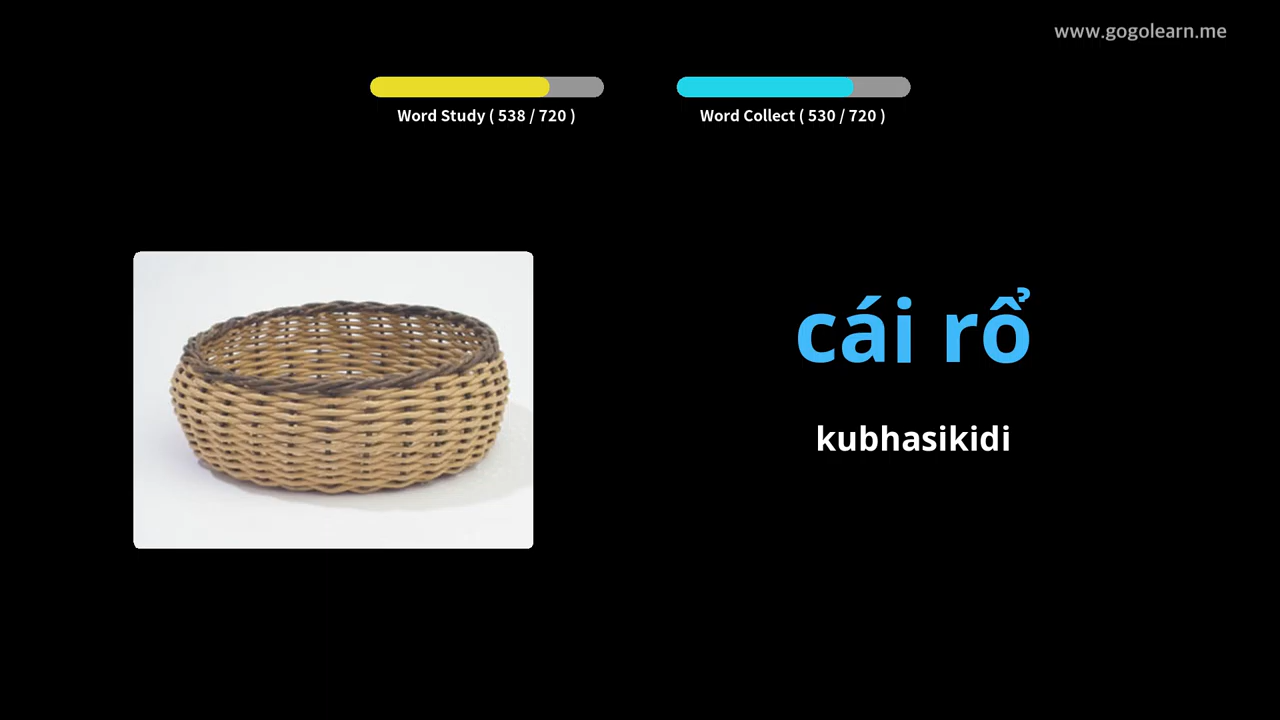 www.gogolearn.me
Word Study ( 538 / 720 )
Word Collect ( 530 / 720 )
cái rổ
kubhasikidi